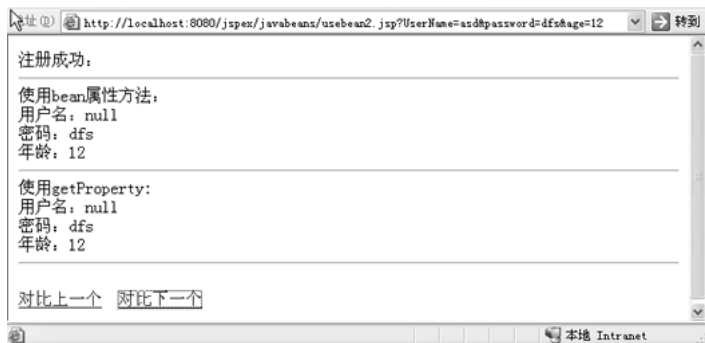 址(D) http://localhost:8080/jspex/javabeans/usebean2.jsp?UserName=asd&password=dfs&age=12 转到
注册成功：
使用bean属性方法：
用户名：null
密码：dfs
年龄：12
使用getProperty:
用户名：null
密码：dfs
年龄：12
对比上一个 对比下一个
本地 Intranet